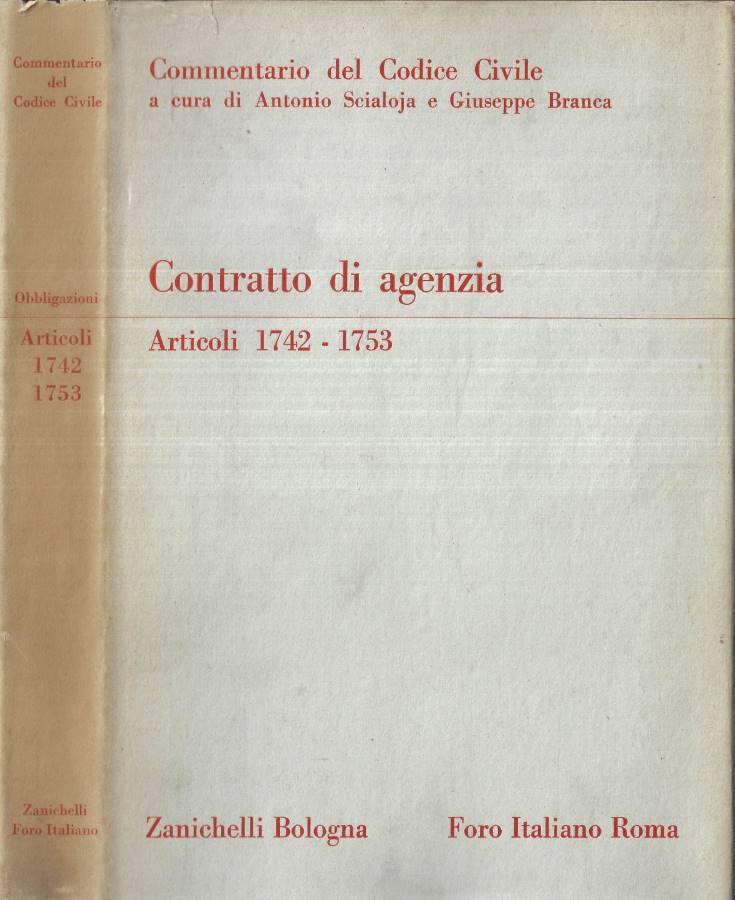 Commentario
del
Codice Civile
Obbligazioni
Articoli
1742
1753
Zanichelli
Foro Italiano
Commentario del Codice Civile
a cura di Antonio Scialoja e Giuseppe Branca
Contratto di agenzia
Articoli 1742 - 1753
Zanichelli Bologna
Foro Italiano Roma